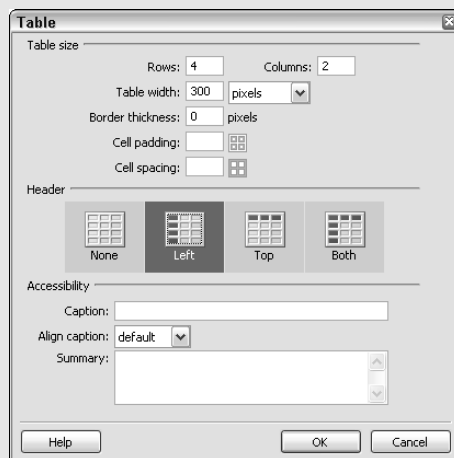 Table
Table size
Rows: 4 Columns: 2
Table width: 300 pixels
Border thickness: 0 pixels
Cell padding:
Cell spacing:
Header
None Left Top Both
Accessibility
Caption:
Align caption: default
Summary:
Help OK Cancel